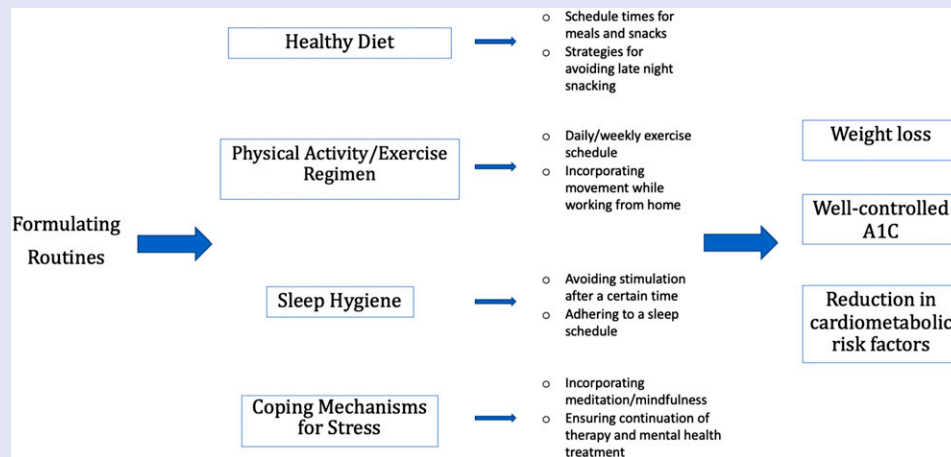 Formulating
Routines
Healthy Diet
○ Schedule times for
meals and snacks
○ Strategies for
avoiding late night
snacking
Physical Activity/Exercise
Regimen
○ Daily/weekly exercise
schedule
○ Incorporating
movement while
working from home
Sleep Hygiene
○ Avoiding stimulation
after a certain time
○ Adhering to a sleep
schedule
Coping Mechanisms
for Stress
○ Incorporating
meditation/mindfulness
○ Ensuring continuation of
therapy and mental health
treatment
Weight loss
Well-controlled
A1C
Reduction in
cardiometabolic
risk factors